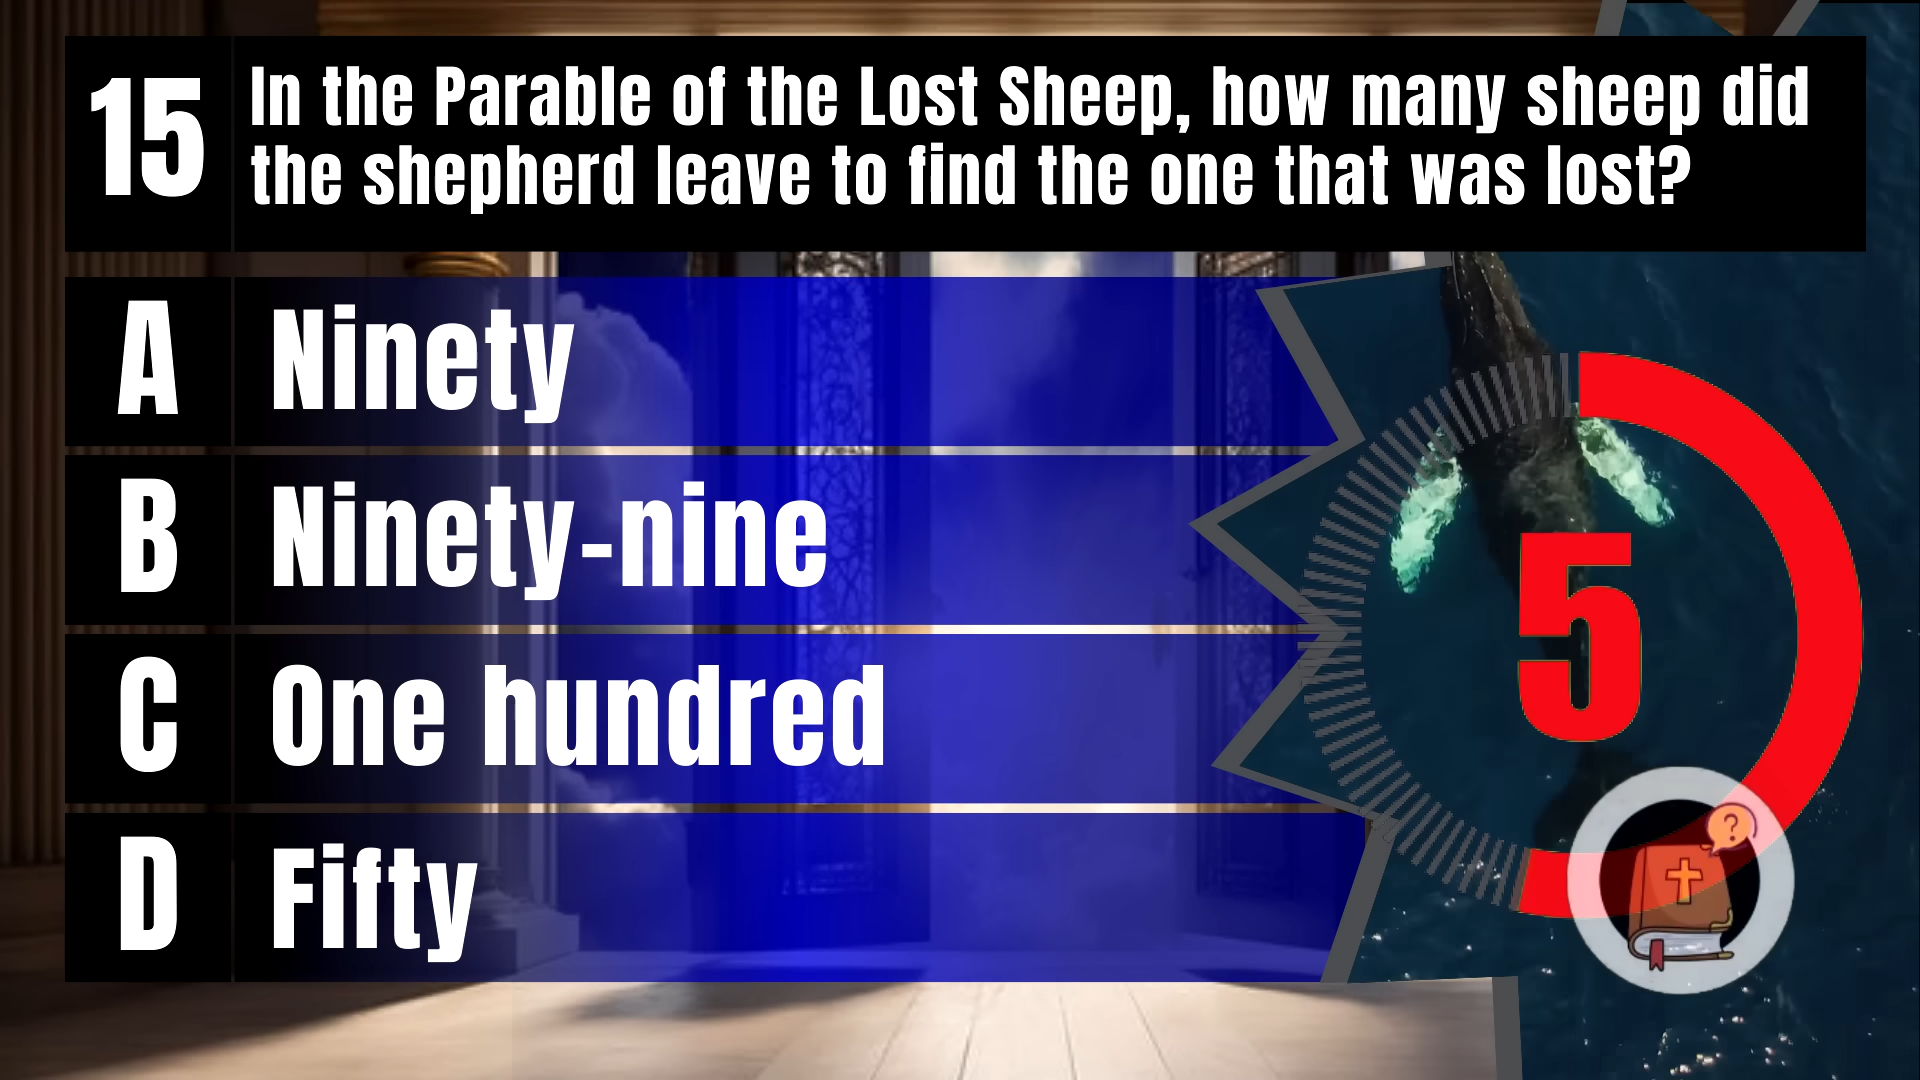 15
In the Parable of the Lost Sheep, how many sheep did
the shepherd leave to find the one that was lost?
A Ninety
B Ninety-nine
C One hundred
D Fifty
5
?